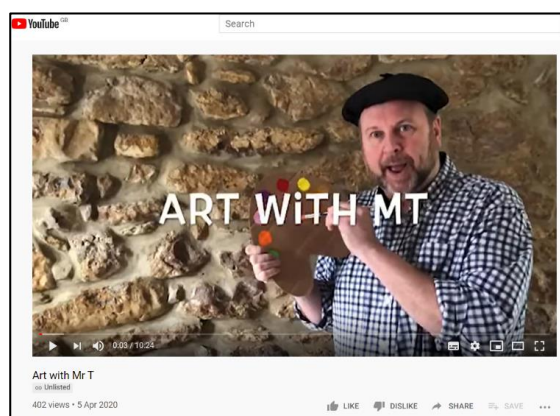 YouTube GB
Search
ART WiTH MT
0:03 / 10:24
Art with Mr T
Unlisted
402 views • 5 Apr 2020
LIKE DISLIKE SHARE SAVE